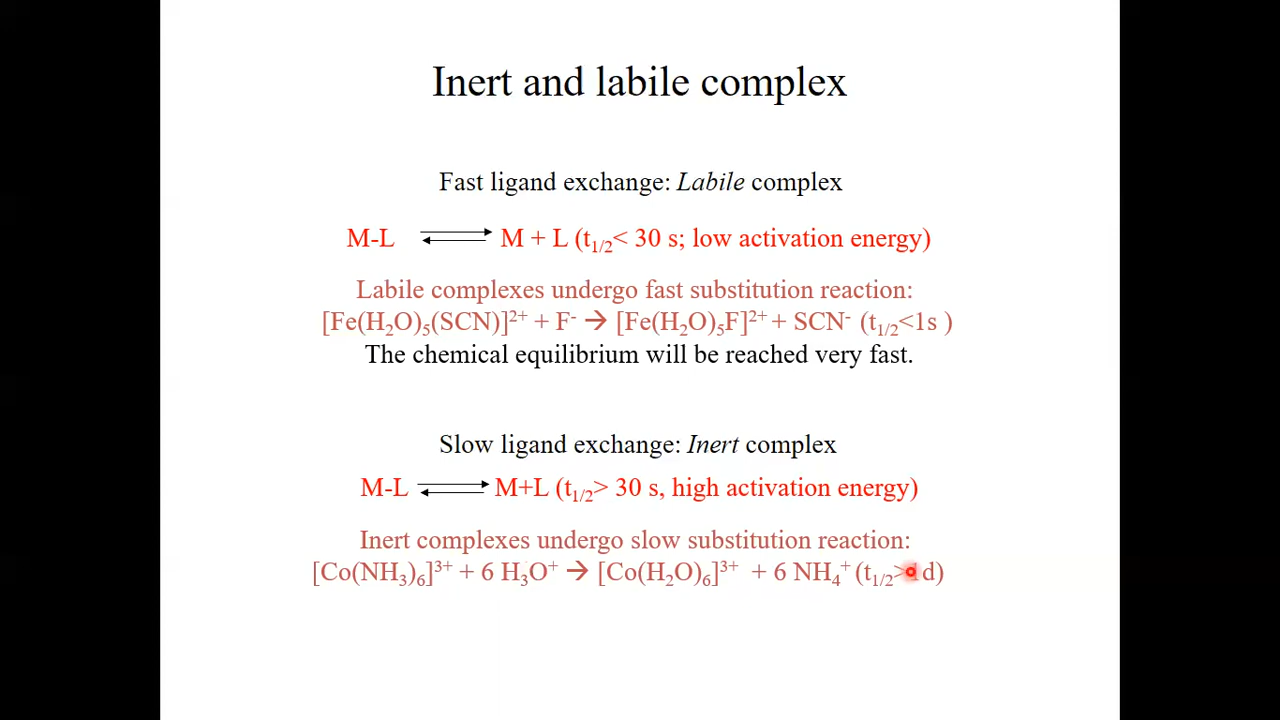 Inert and labile complex
Fast ligand exchange: Labile complex
M-L ⇌ M + L (t1/2< 30 s; low activation energy)
Labile complexes undergo fast substitution reaction:
[Fe(H₂O)₅(SCN)]²⁺ + F⁻ → [Fe(H₂O)₅F]²⁺ + SCN⁻ (t1/2<1s )
The chemical equilibrium will be reached very fast.
Slow ligand exchange: Inert complex
M-L ⇌ M+L (t1/2> 30 s, high activation energy)
Inert complexes undergo slow substitution reaction:
[Co(NH₃)₆]³⁺ + 6 H₃O⁺ → [Co(H₂O)₆]³⁺ + 6 NH₄⁺ (t1/2> d)